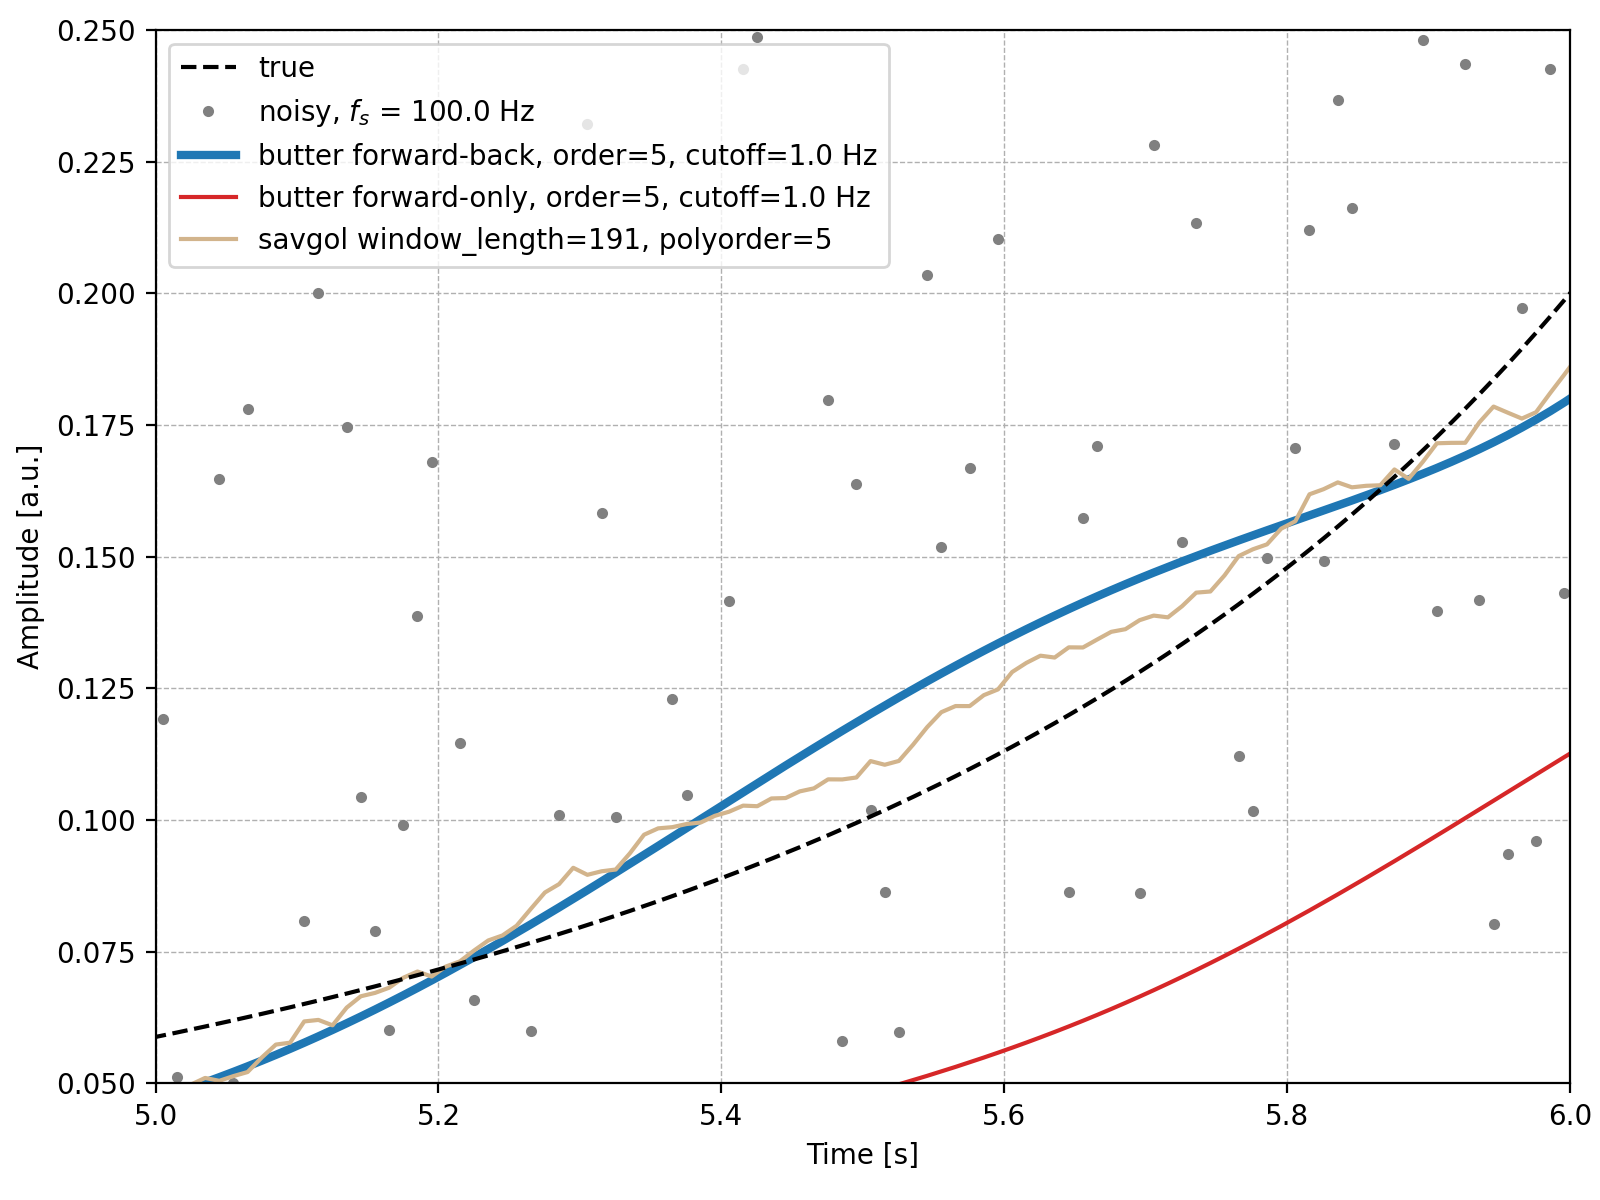 0.250
0.225
0.200
0.175
0.150
0.125
0.100
0.075
0.050
Amplitude [a.u.]
true
noisy, fs = 100.0 Hz
butter forward-back, order=5, cutoff=1.0 Hz
butter forward-only, order=5, cutoff=1.0 Hz
savgol window_length=191, polyorder=5
5.0 5.2 5.4 5.6 5.8 6.0
Time [s]